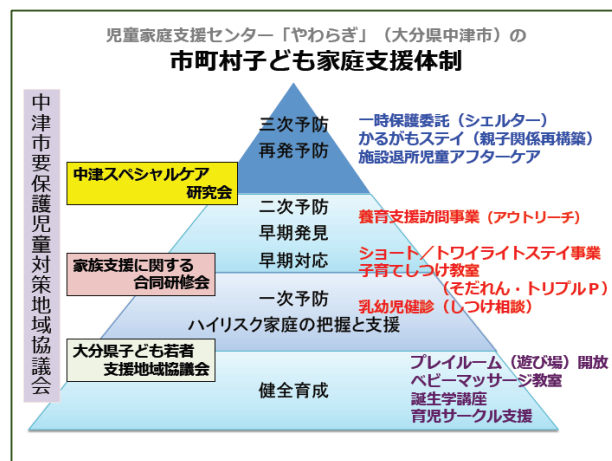 児童家庭支援センター「やわらぎ」（大分県中津市）の
市町村子ども家庭支援体制
中津市要保護児童対策地域協議会
三次予防
再発予防
一時保護委託（シェルター）
かるがもステイ（親子関係再構築）
施設退所児童アフターケア
中津スペシャルケア
研究会
二次予防
早期発見
早期対応
養育支援訪問事業（アウトリーチ）
ショート／トワイライトステイ事業
子育てしつけ教室
（そだれん・トリプルＰ）
乳幼児健診（しつけ相談）
家族支援に関する
合同研修会
一次予防
ハイリスク家庭の把握と支援
大分県子ども若者
支援地域協議会
健全育成
プレイルーム（遊び場）開放
ベビーマッサージ教室
誕生学講座
育児サークル支援